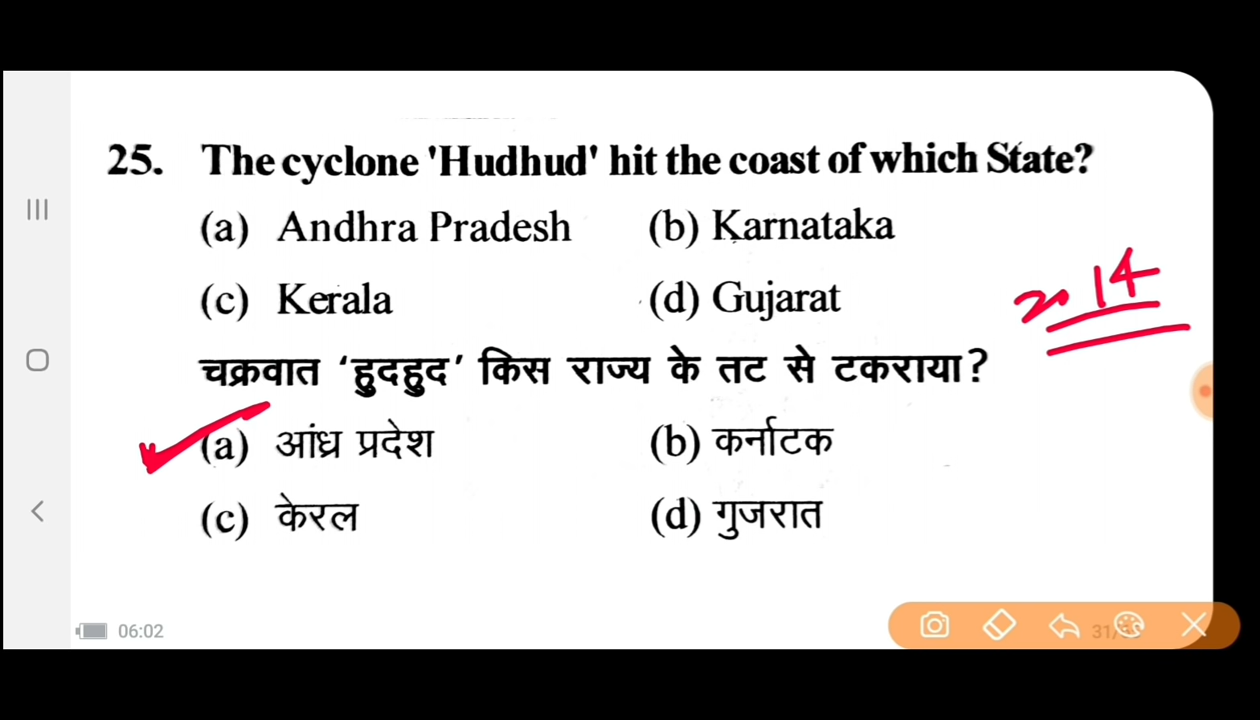 25. The cyclone 'Hudhud' hit the coast of which State?
(a) Andhra Pradesh (b) Karnataka
(c) Kerala (d) Gujarat
2014
चक्रवात 'हुदहुद' किस राज्य के तट से टकराया?
(a) आंध्र प्रदेश (b) कर्नाटक
(c) केरल (d) गुजरात
06:02